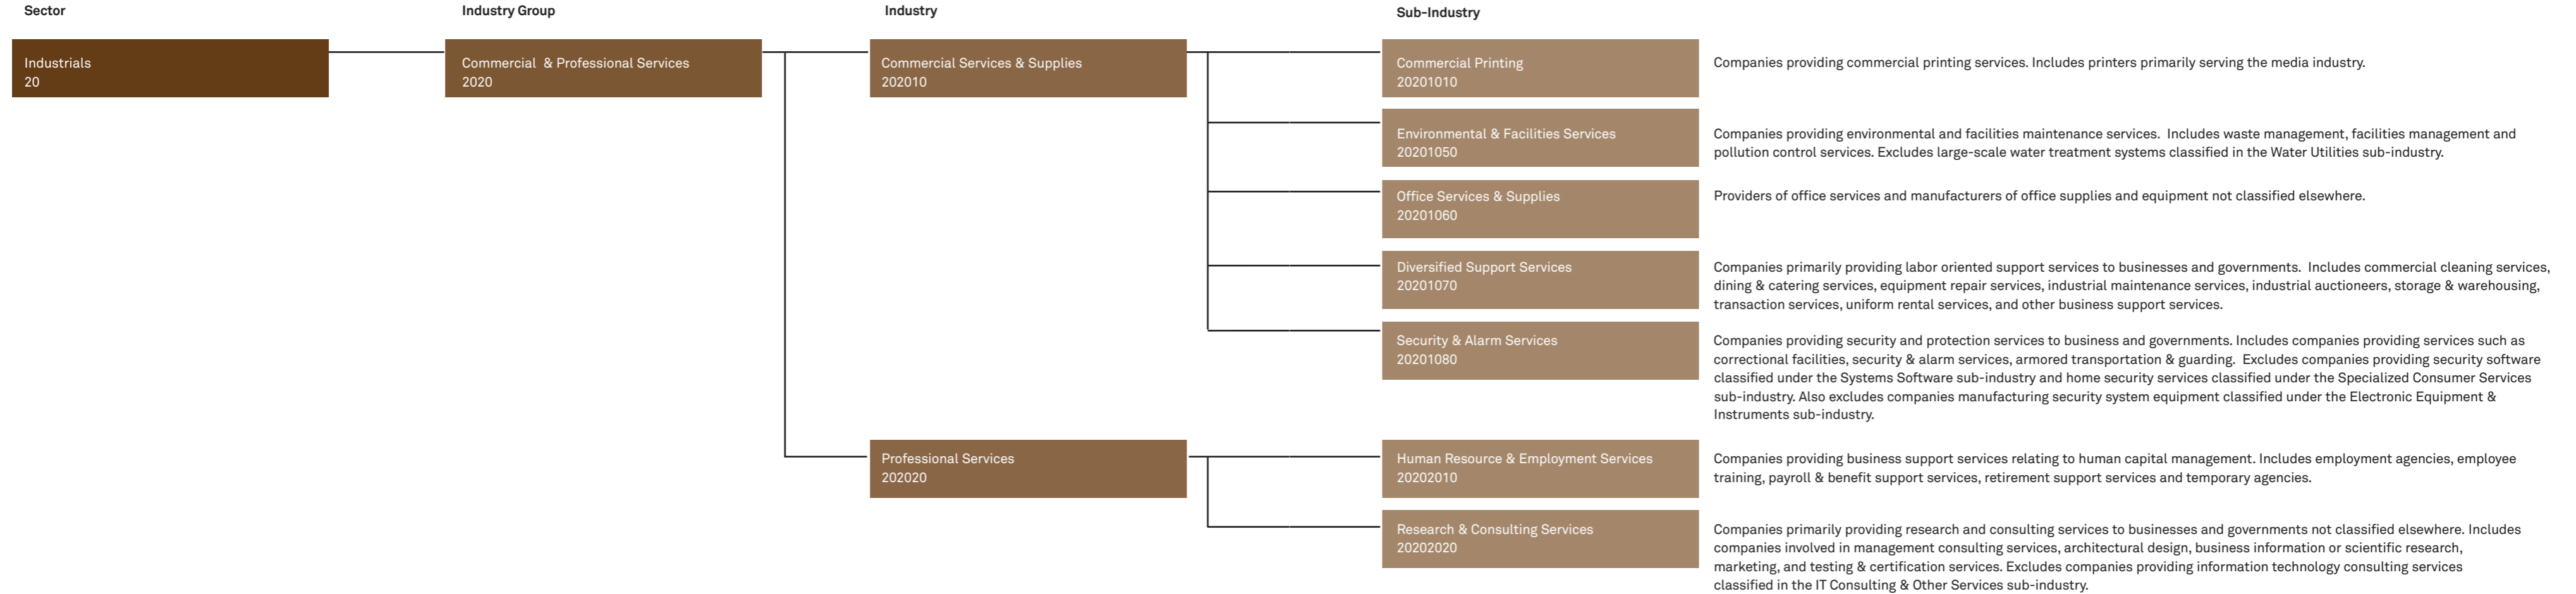 Sector
Industry Group
Industry
Sub-Industry
Industrials
20
Commercial & Professional Services
2020
Commercial Services & Supplies
202010
Commercial Printing
20201010
Companies providing commercial printing services. Includes printers primarily serving the media industry.
Environmental & Facilities Services
20201050
Companies providing environmental and facilities maintenance services. Includes waste management, facilities management and
pollution control services. Excludes large-scale water treatment systems classified in the Water Utilities sub-industry.
Office Services & Supplies
20201060
Providers of office services and manufacturers of office supplies and equipment not classified elsewhere.
Diversified Support Services
20201070
Companies primarily providing labor oriented support services to businesses and governments. Includes commercial cleaning services,
dining & catering services, equipment repair services, industrial maintenance services, industrial auctioneers, storage & warehousing,
transaction services, uniform rental services, and other business support services.
Security & Alarm Services
20201080
Companies providing security and protection services to business and governments. Includes companies providing services such as
correctional facilities, security & alarm services, armored transportation & guarding. Excludes companies providing security software
classified under the Systems Software sub-industry and home security services classified under the Specialized Consumer Services
sub-industry. Also excludes companies manufacturing security system equipment classified under the Electronic Equipment &
Instruments sub-industry.
Professional Services
202020
Human Resource & Employment Services
20202010
Companies providing business support services relating to human capital management. Includes employment agencies, employee
training, payroll & benefit support services, retirement support services and temporary agencies.
Research & Consulting Services
20202020
Companies primarily providing research and consulting services to businesses and governments not classified elsewhere. Includes
companies involved in management consulting services, architectural design, business information or scientific research,
marketing, and testing & certification services. Excludes companies providing information technology consulting services
classified in the IT Consulting & Other Services sub-industry.